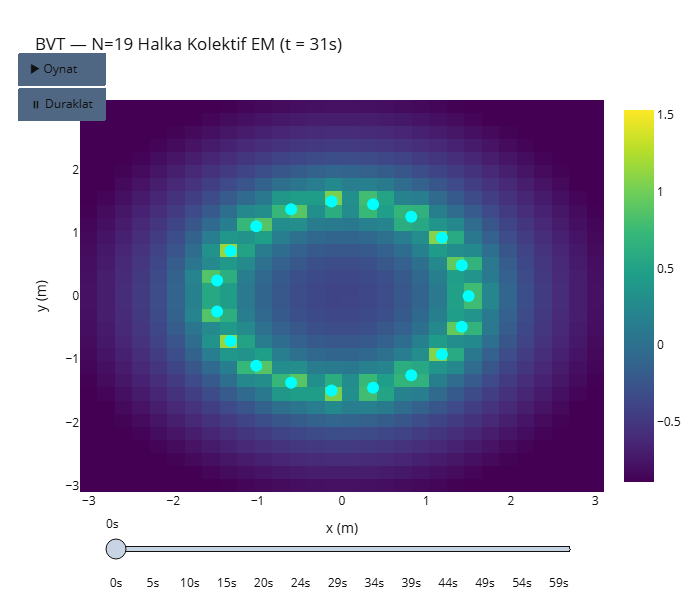 BVT — N=19 Halka Kolektif EM (t = 31s)
▶ Oynat
⏸ Duraklat
2
1
0
−1
−2
−3
y (m)
−3 −2 −1 0 1 2 3
x (m)
1.5
1
0.5
0
−0.5
0s
0s 5s 10s 15s 20s 24s 29s 34s 39s 44s 49s 54s 59s